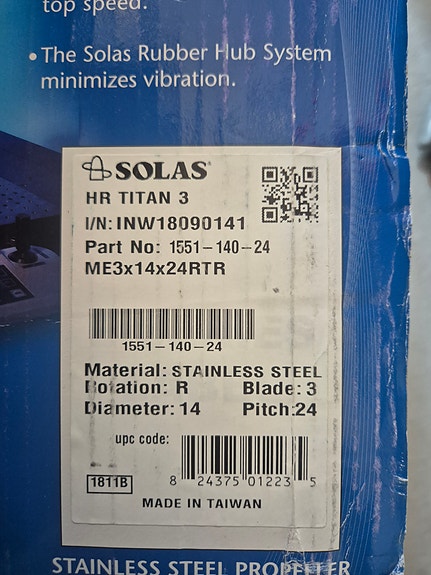 top speed.
• The Solas Rubber Hub System
minimizes vibration.
SOLAS
HR TITAN 3
I/N: INW18090141
Part No: 1551-140-24
ME3x14x24RTR
1551-140-24
Material: STAINLESS STEEL
Rotation: R Blade: 3
Diameter: 14 Pitch:24
upc code:
8 24375 01223 5
1811B
MADE IN TAIWAN
STAINLESS STEEL PROPELLER